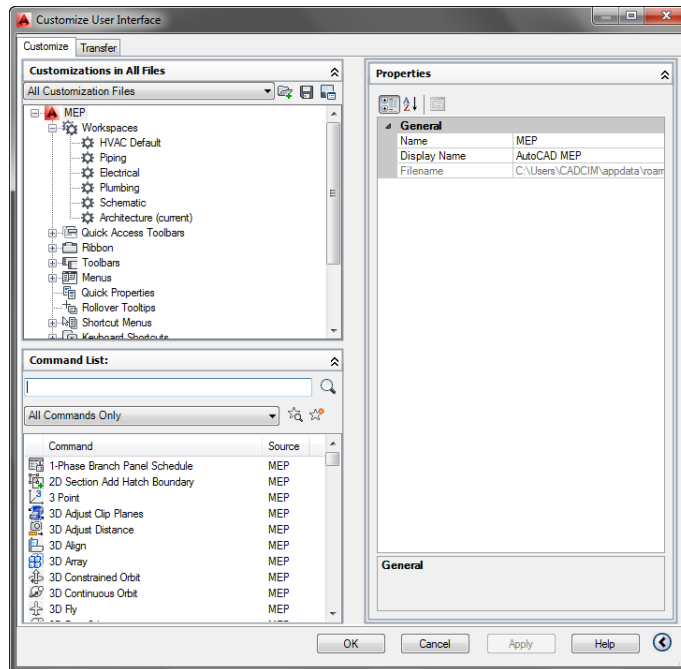 Customize User Interface
Customize Transfer
Customizations in All Files
All Customization Files
MEP
Workspaces
HVAC Default
Piping
Electrical
Plumbing
Schematic
Architecture (current)
Quick Access Toolbars
Ribbon
Toolbars
Menus
Quick Properties
Rollover Tooltips
Shortcut Menus
Keyboard Shortcuts
Command List:
All Commands Only
Command Source
1-Phase Branch Panel Schedule MEP
2D Section Add Hatch Boundary MEP
3 Point MEP
3D Adjust Clip Planes MEP
3D Adjust Distance MEP
3D Align MEP
3D Array MEP
3D Constrained Orbit MEP
3D Continuous Orbit MEP
3D Fly MEP
Properties
General
Name MEP
Display Name AutoCAD MEP
Filename C:\Users\CADCIM\appdata\roam
General
OK Cancel Apply Help